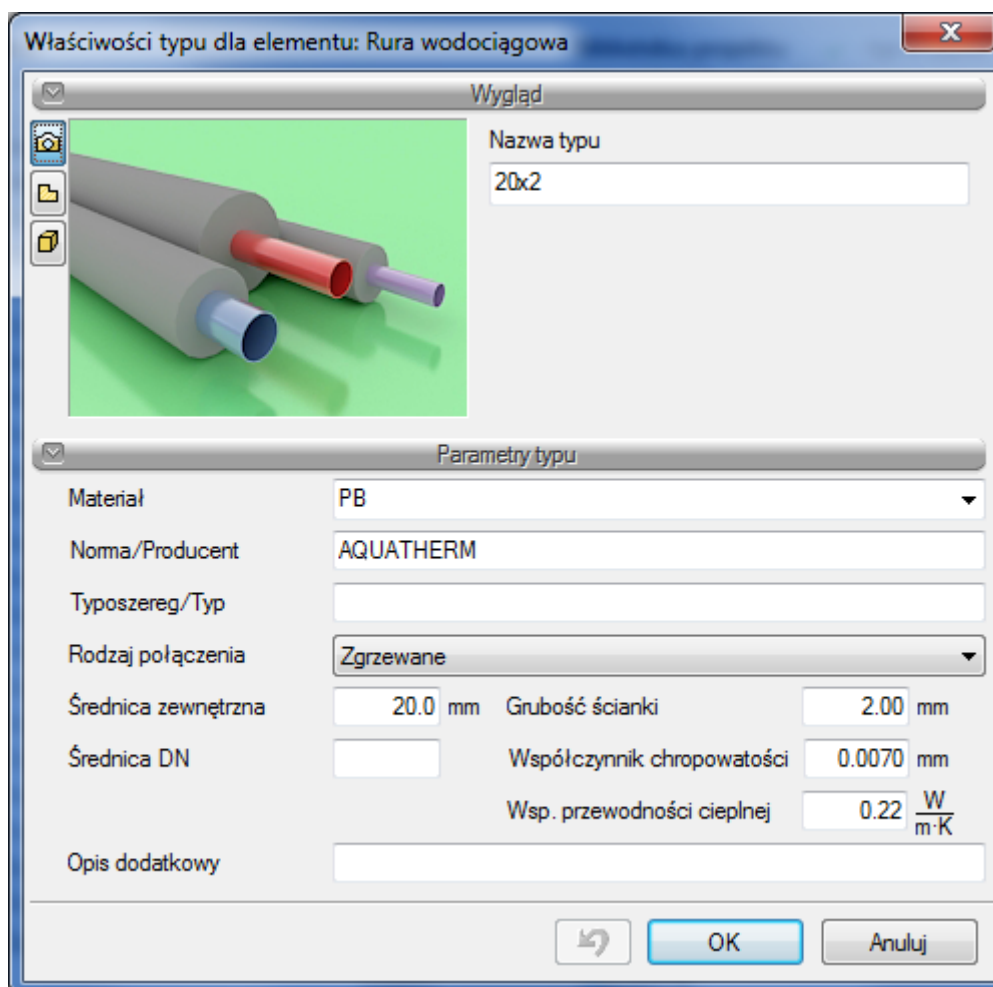 Właściwości typu dla elementu: Rura wodociągowa
Wygląd
Nazwa typu
20x2
Parametry typu
Materiał PB
Norma/Producent AQUATHERM
Typoszereg/Typ
Rodzaj połączenia Zgrzewane
Średnica zewnętrzna 20.0 mm Grubość ścianki 2.00 mm
Średnica DN Współczynnik chropowatości 0.0070 mm
Wsp. przewodności cieplnej 0.22 W/m·K
Opis dodatkowy
OK Anuluj